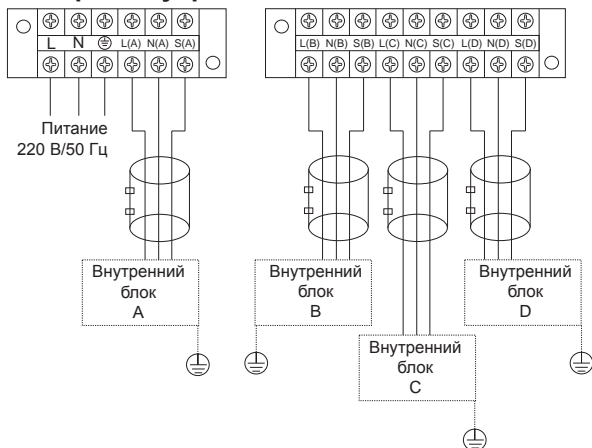 L N L(A) N(A) S(A)
L(B) N(B) S(B) L(C) N(C) S(C) L(D) N(D) S(D)
Питание
220 В/50 Гц
Внутренний
блок
A
Внутренний
блок
B
Внутренний
блок
C
Внутренний
блок
D